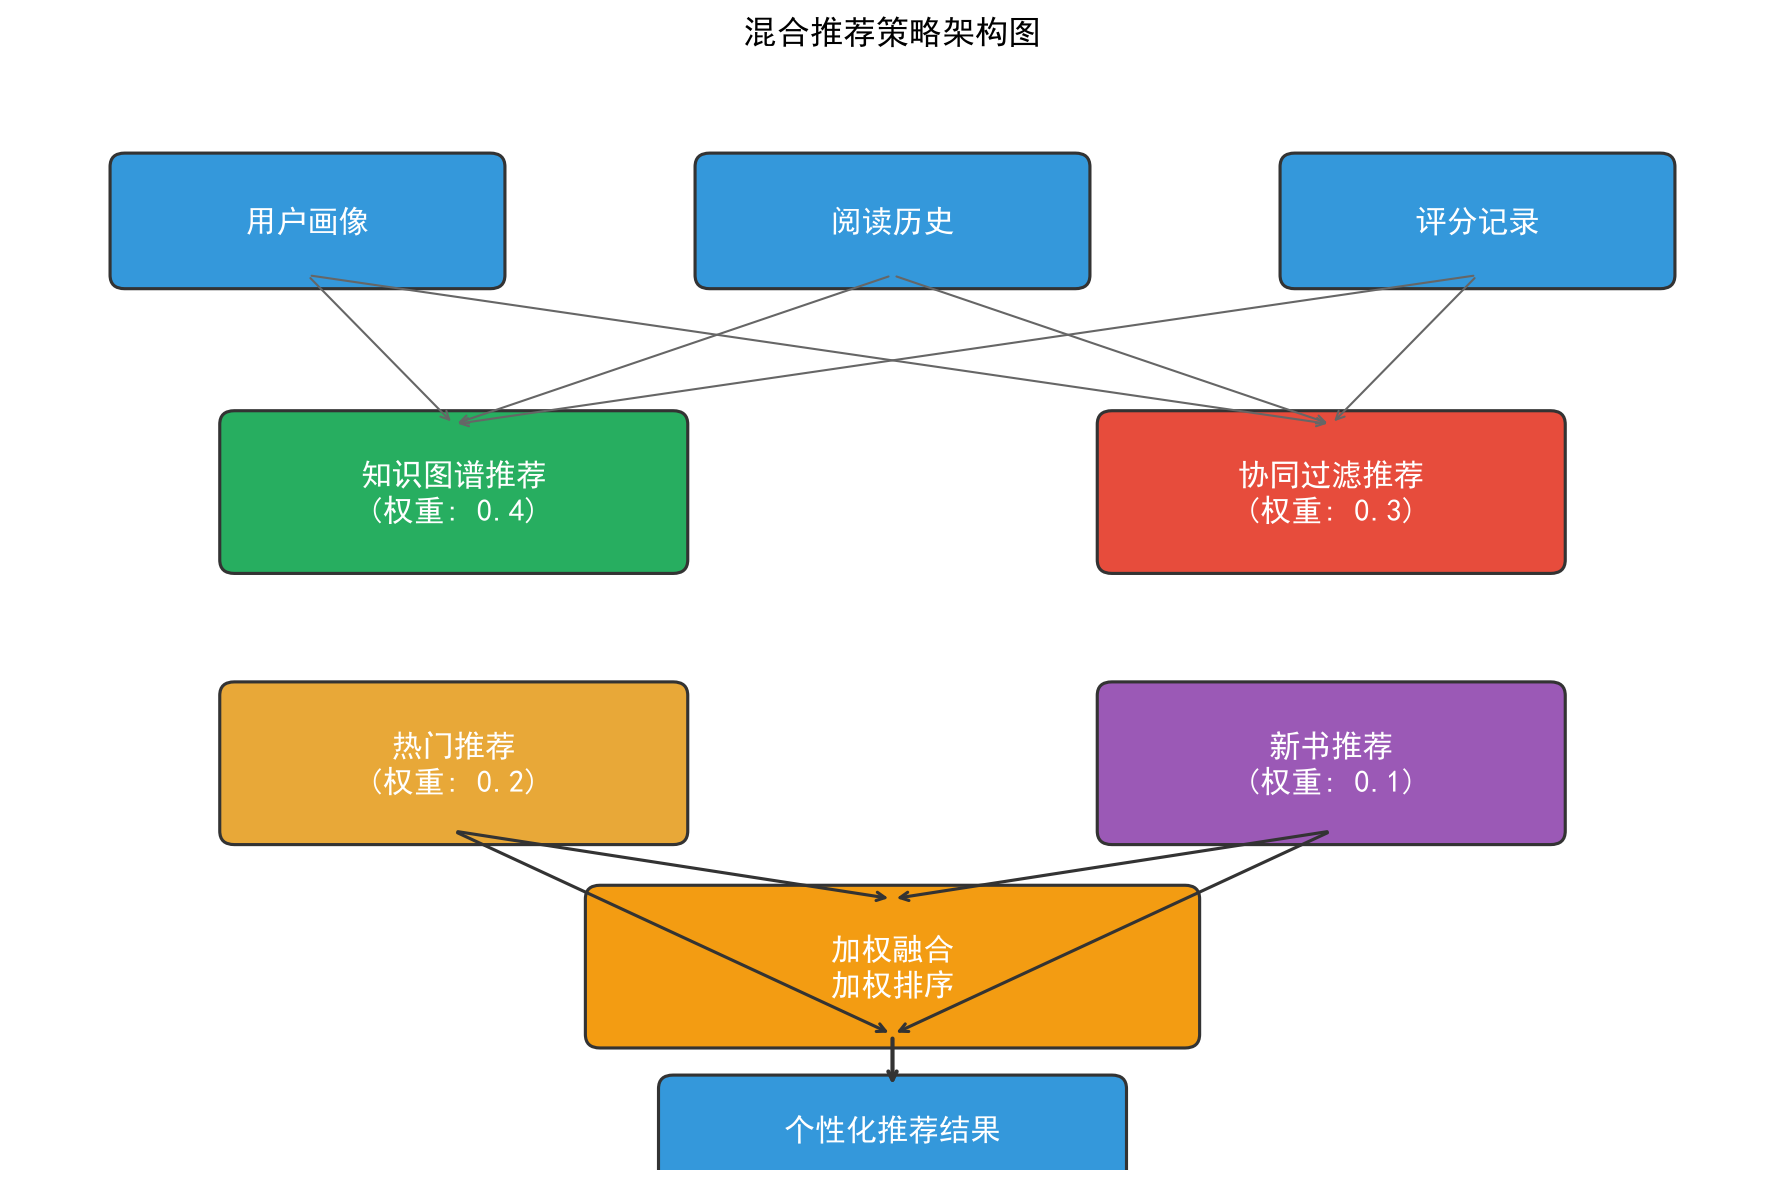 混合推荐策略架构图
用户画像
阅读历史
评分记录
知识图谱推荐
(权重: 0.4)
协同过滤推荐
(权重: 0.3)
热门推荐
(权重: 0.2)
新书推荐
(权重: 0.1)
加权融合
加权排序
个性化推荐结果